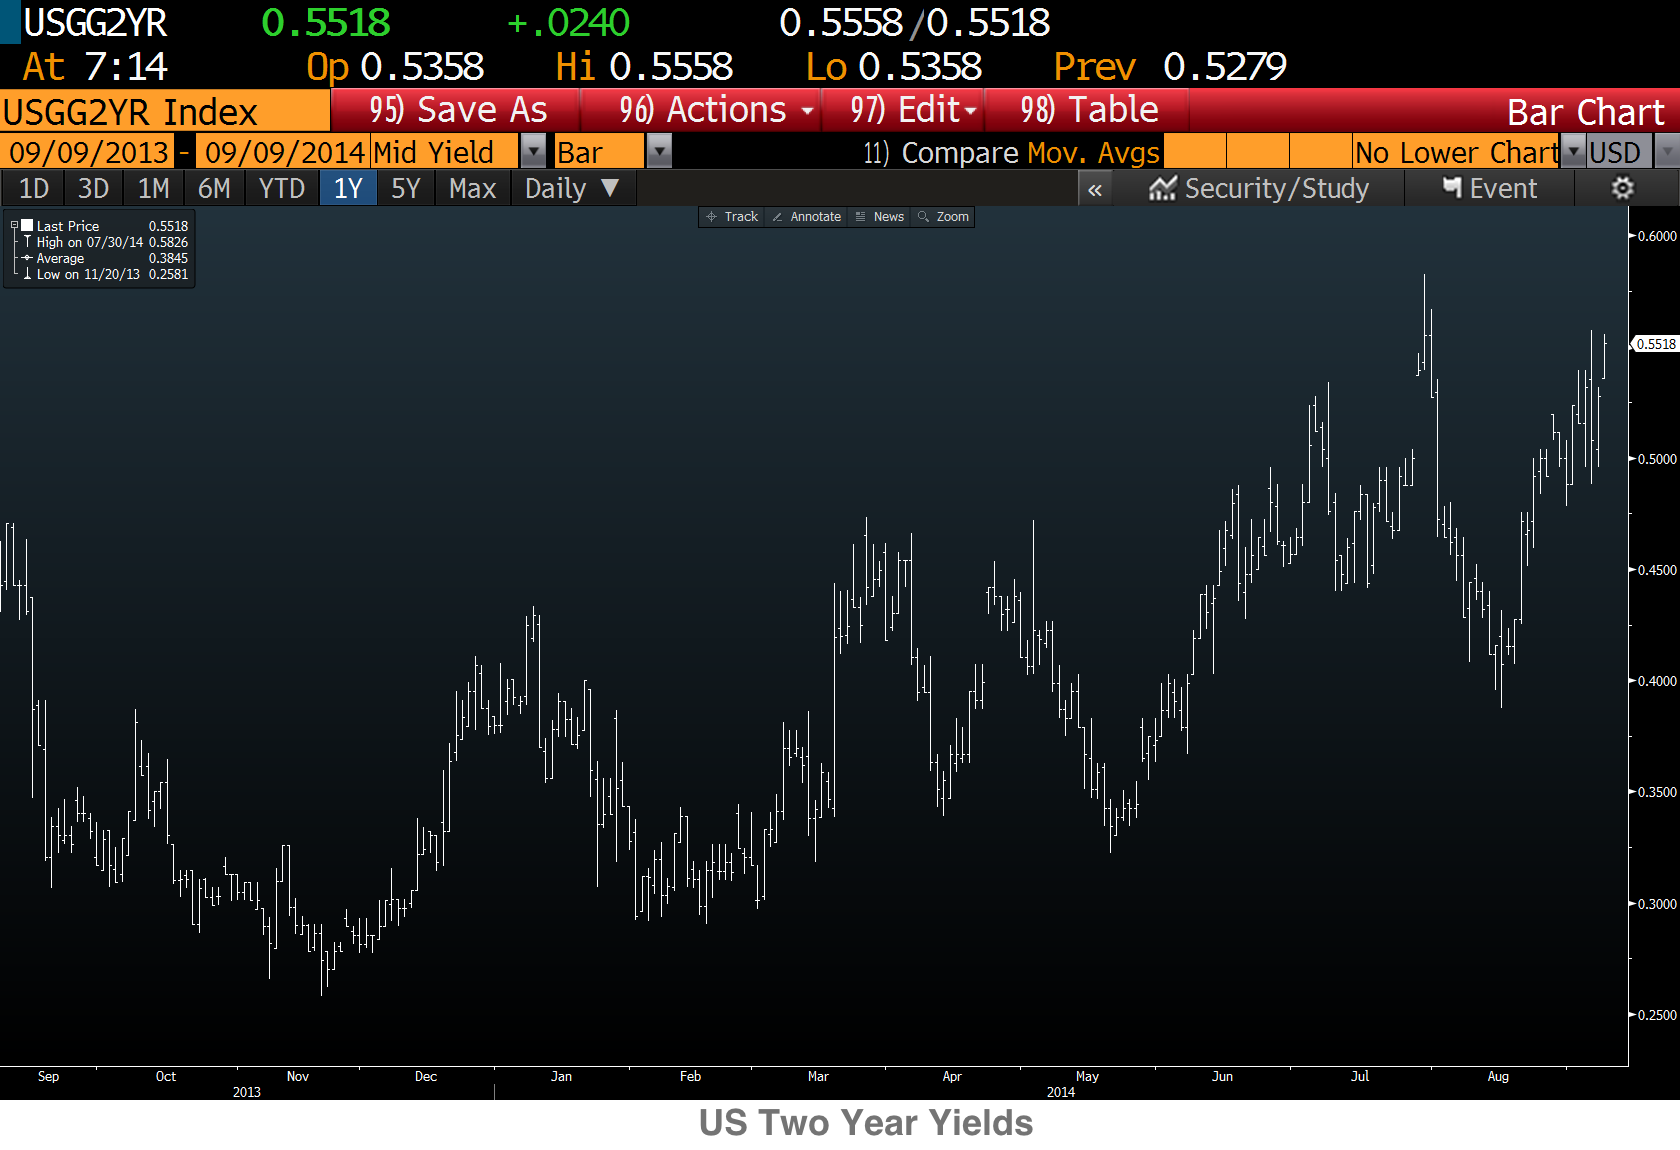 USGG2YR 0.5518 +.0240 0.5558/0.5518
At 7:14 Op 0.5358 Hi 0.5558 Lo 0.5358 Prev 0.5279
USGG2YR Index 95) Save As 96) Actions 97) Edit 98) Table Bar Chart
09/09/2013 - 09/09/2014 Mid Yield Bar 11) Compare Mov. Avgs No Lower Chart USD
1D 3D 1M 6M YTD 1Y 5Y Max Daily ▼ « Security/Study Event
Track Annotate News Zoom
Last Price 0.5518
High on 07/30/14 0.5826
Average 0.3845
Low on 11/20/13 0.2581
0.6000
0.5518
0.5000
0.4500
0.4000
0.3500
0.3000
0.2500
Sep Oct Nov Dec Jan Feb Mar Apr May Jun Jul Aug
2013 2014
US Two Year Yields